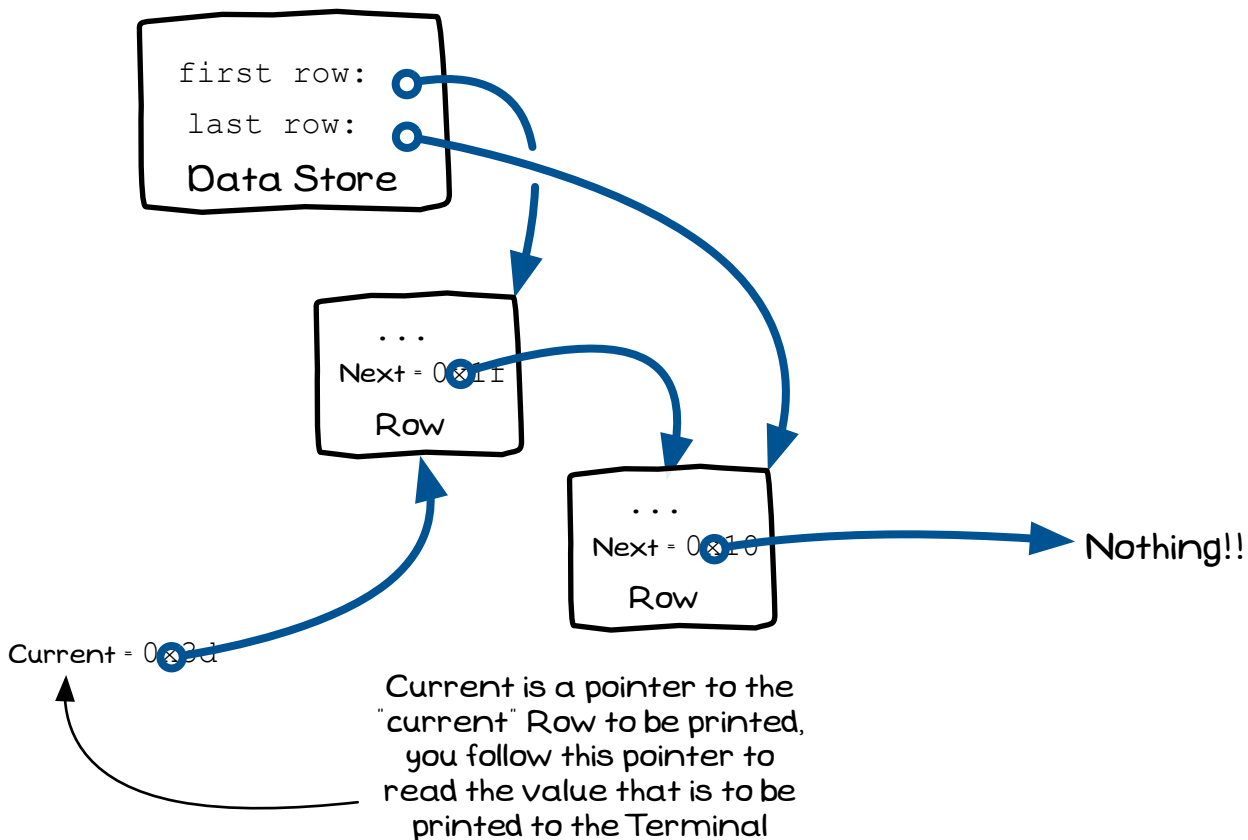 first row:
last row:
Data Store
...
Next = 0x1f
Row
...
Next = 0x10
Row
Nothing!!
Current = 0x3d
Current is a pointer to the
"current" Row to be printed,
you follow this pointer to
read the value that is to be
printed to the Terminal